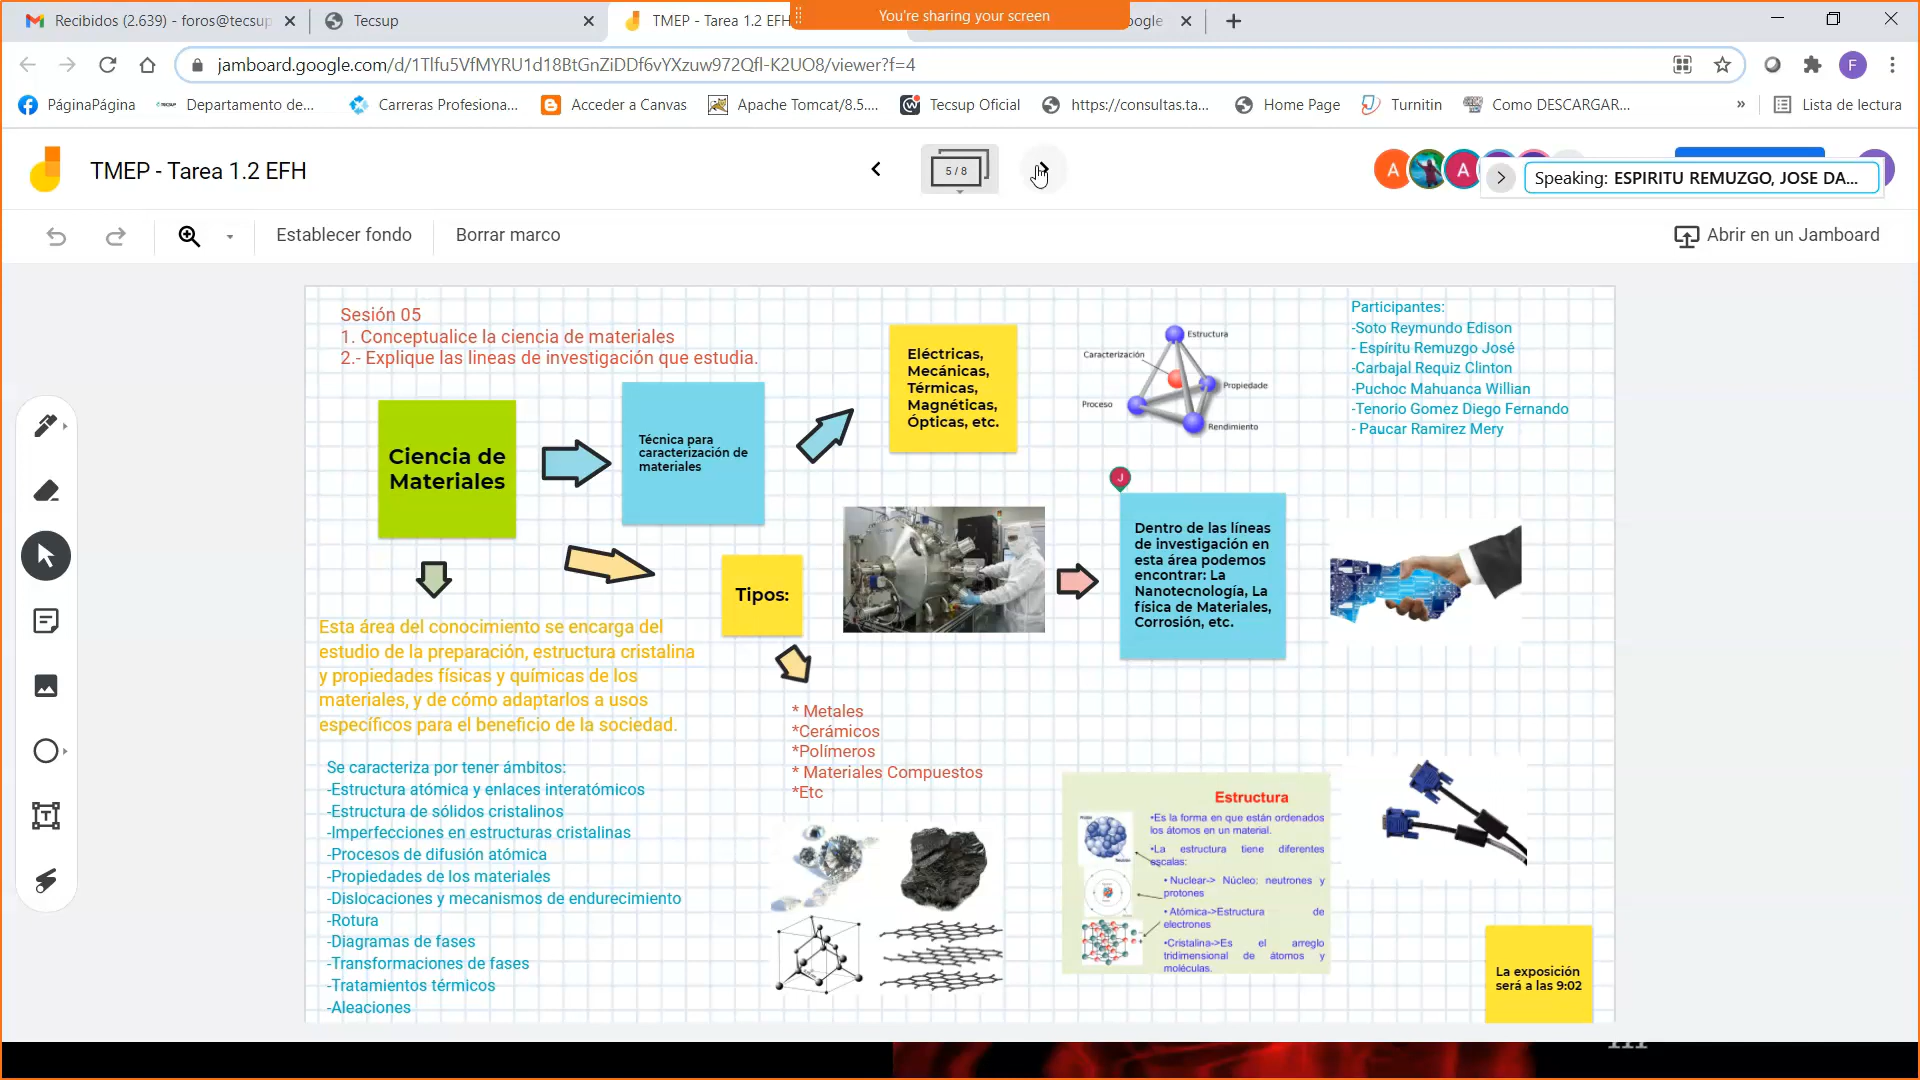 Recibidos (2.639) - foros@tecsup
Tecsup
TMEP - Tarea 1.2 EFH
You're sharing your screen
ogle
jamboard.google.com/d/1Tlfu5VfMYRU1d18BtGnZiDDf6vYXzuw972Qfl-K2UO8/viewer?f=4
F
PáginaPágina
Departamento de...
Carreras Profesiona...
Acceder a Canvas
Apache Tomcat/8.5....
Tecsup Oficial
https://consultas.ta...
Home Page
Turnitin
Como DESCARGAR...
»
Lista de lectura
TMEP - Tarea 1.2 EFH
5 / 8
A
A
Speaking: ESPIRITU REMUZGO, JOSE DA...
Establecer fondo
Borrar marco
Abrir en un Jamboard
Sesión 05
1. Conceptualice la ciencia de materiales
2.- Explique las lineas de investigación que estudia.
Ciencia de
Materiales
Técnica para
caracterización de
materiales
Eléctricas,
Mecánicas,
Térmicas,
Magnéticas,
Ópticas, etc.
Estructura
Caracterización
Propiedade
Proceso
Rendimiento
Participantes:
-Soto Reymundo Edison
- Espíritu Remuzgo José
-Carbajal Requiz Clinton
-Puchoc Mahuanca Willian
-Tenorio Gomez Diego Fernando
- Paucar Ramirez Mery
J
Dentro de las líneas
de investigación en
esta área podemos
encontrar: La
Nanotecnología, La
física de Materiales,
Corrosión, etc.
Tipos:
Esta área del conocimiento se encarga del
estudio de la preparación, estructura cristalina
y propiedades físicas y químicas de los
materiales, y de cómo adaptarlos a usos
específicos para el beneficio de la sociedad.
* Metales
*Cerámicos
*Polímeros
* Materiales Compuestos
*Etc
Se caracteriza por tener ámbitos:
-Estructura atómica y enlaces interatómicos
-Estructura de sólidos cristalinos
-Imperfecciones en estructuras cristalinas
-Procesos de difusión atómica
-Propiedades de los materiales
-Dislocaciones y mecanismos de endurecimiento
-Rotura
-Diagramas de fases
-Transformaciones de fases
-Tratamientos térmicos
-Aleaciones
Estructura
•Es la forma en que están ordenados
los átomos en un material.
•La estructura tiene diferentes
escalas:
• Nuclear-> Núcleo: neutrones y
protones
• Atómica->Estructura de
electrones
•Cristalina->Es el arreglo
tridimensional de átomos y
moléculas.
La exposición
será a las 9:02